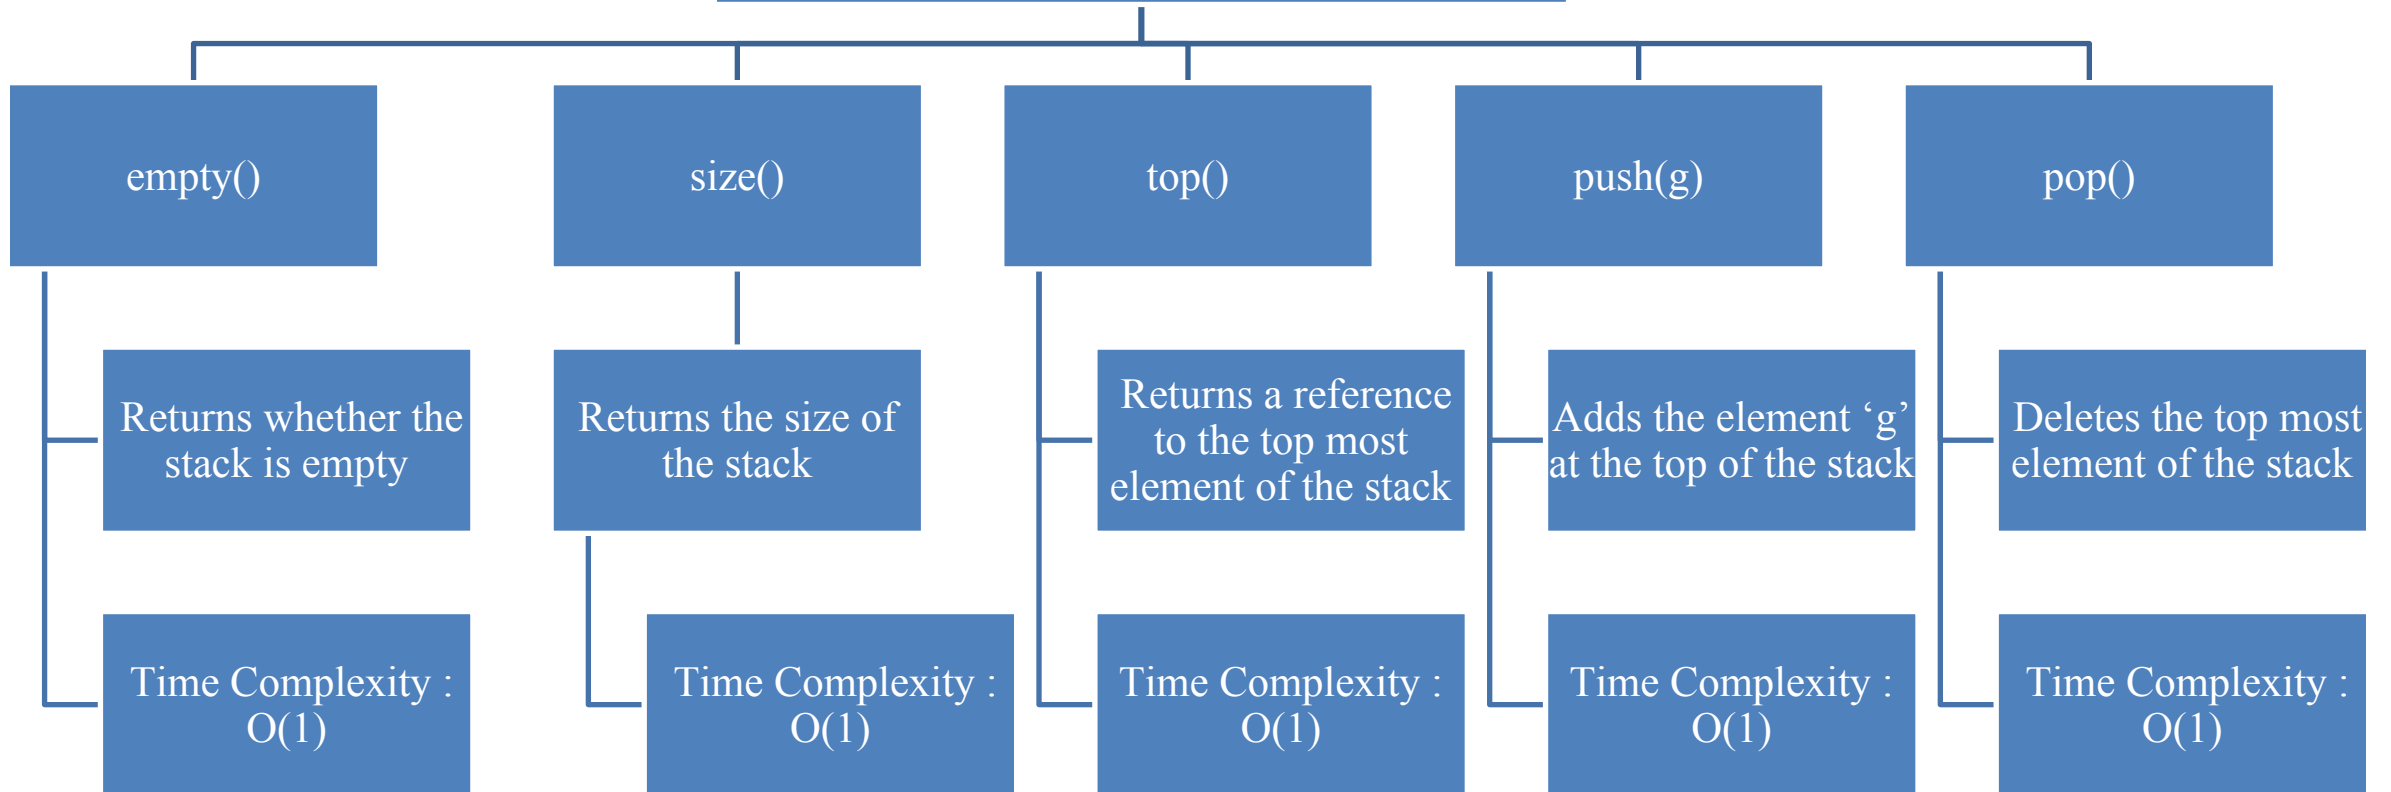 empty()
size()
top()
push(g)
pop()
Returns whether the
stack is empty
Returns the size of
the stack
Returns a reference
to the top most
element of the stack
Adds the element ‘g’
at the top of the stack
Deletes the top most
element of the stack
Time Complexity :
O(1)
Time Complexity :
O(1)
Time Complexity :
O(1)
Time Complexity :
O(1)
Time Complexity :
O(1)